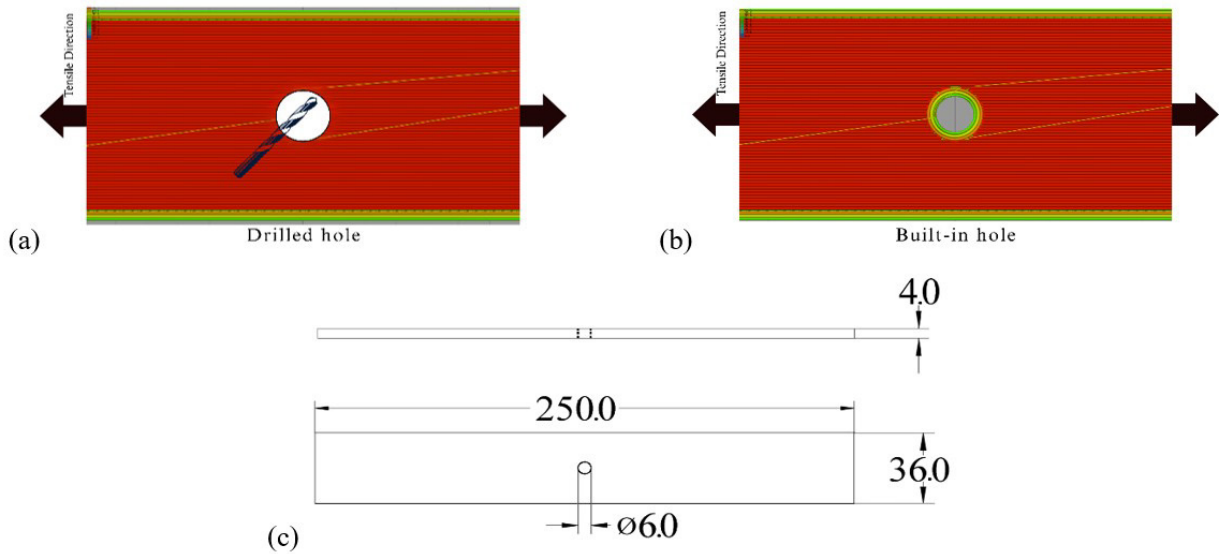 Tensile Direction
Tensile Direction
(a)
Drilled hole
(b)
Built-in hole
4.0
250.0
36.0
ø6.0
(c)